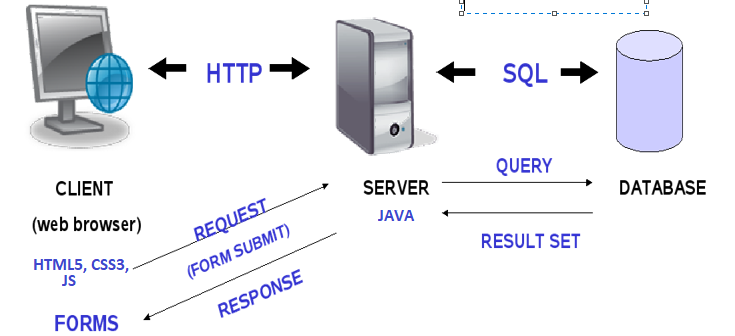 HTTP
SQL
CLIENT
(web browser)
HTML5, CSS3,
JS
FORMS
REQUEST
(FORM SUBMIT)
RESPONSE
SERVER
JAVA
QUERY
RESULT SET
DATABASE